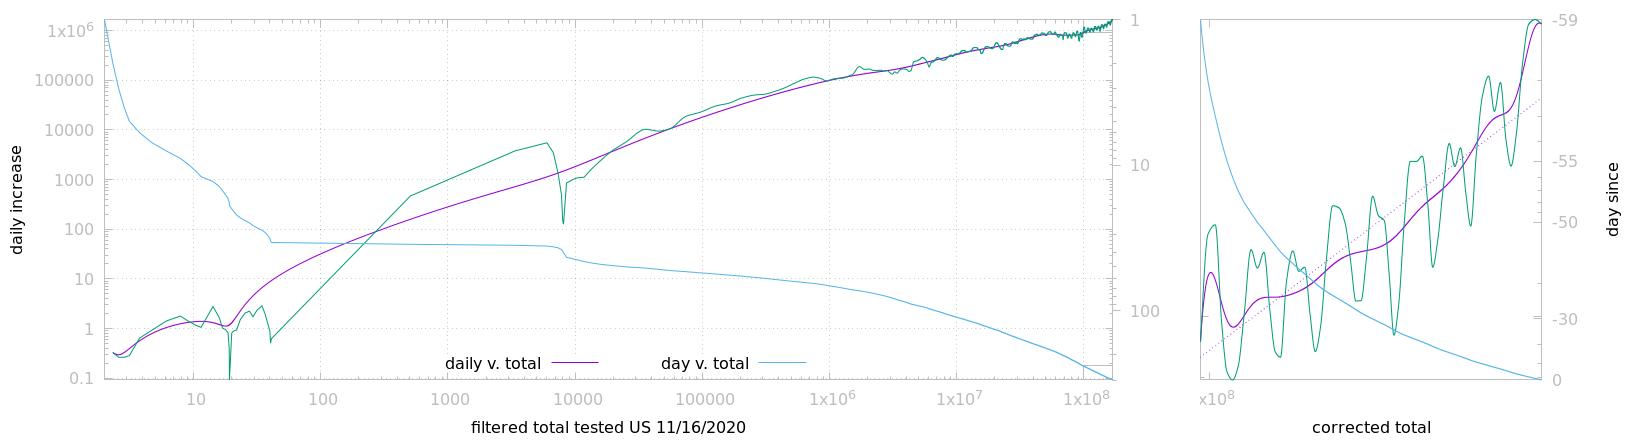 1x10^6
100000
10000
1000
100
10
1
0.1
daily increase
daily v. total
day v. total
10
100
1000
10000
100000
1x10^6
1x10^7
1x10^8
filtered total tested US 11/16/2020
1
10
100
x10^8
corrected total
-59
-55
-50
-30
0
day since